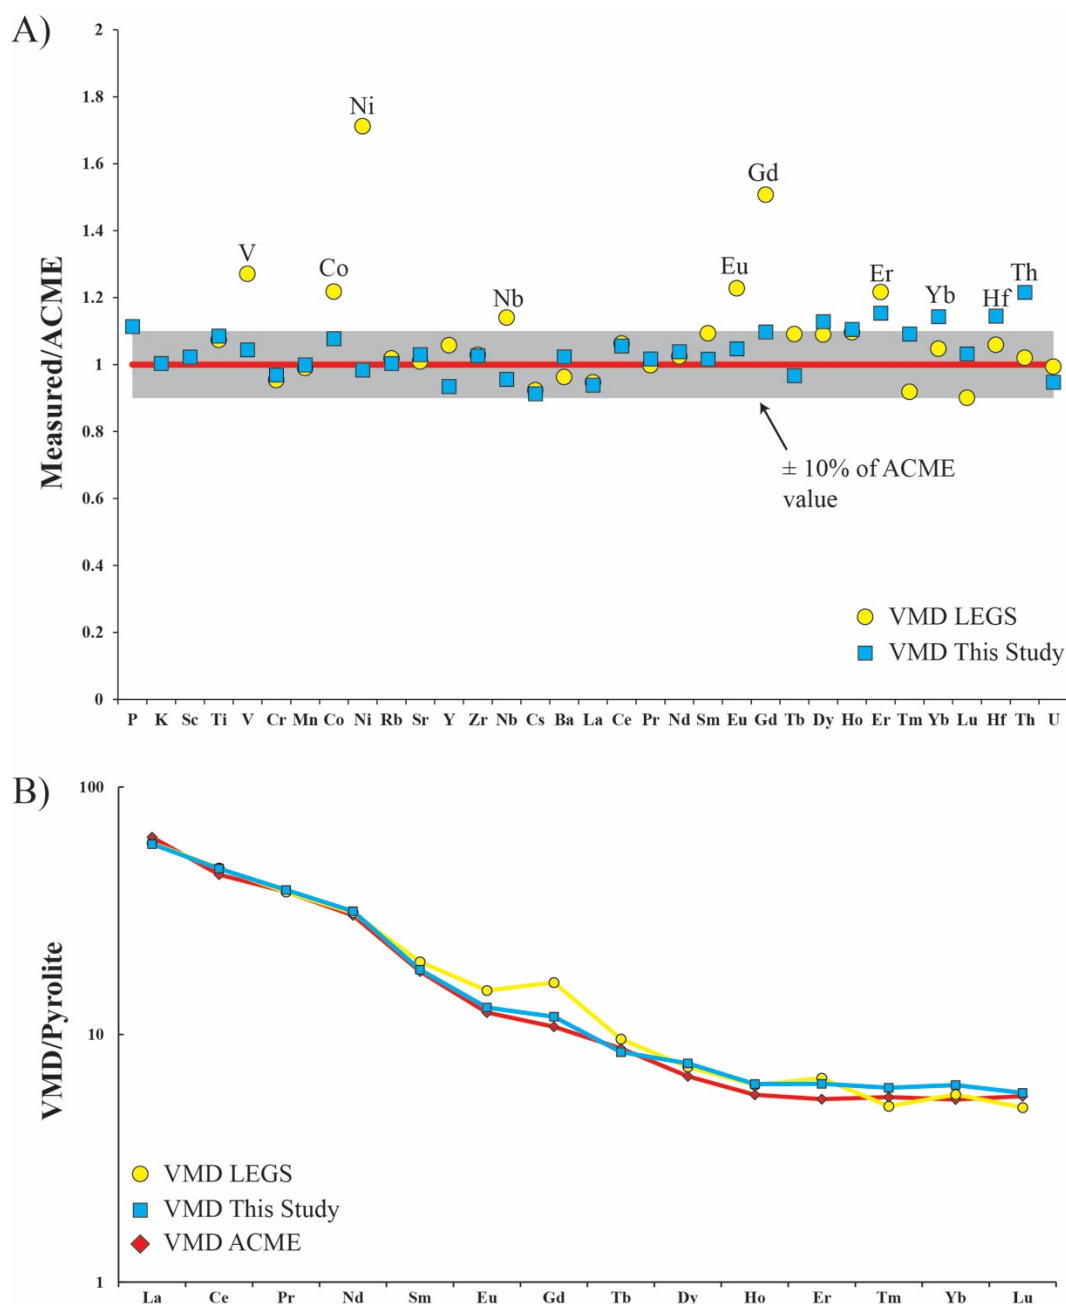 A)
2
1.8
Ni
1.6
Gd
1.4
V
Co
Eu
Er
Th
1.2
Nb
Yb
Hf
1
Measured/ACME
0.8
± 10% of ACME
value
0.6
0.4
VMD LEGS
0.2
VMD This Study
0
P K Sc Ti V Cr Mn Co Ni Rb Sr Y Zr Nb Cs Ba La Ce Pr Nd Sm Eu Gd Tb Dy Ho Er Tm Yb Lu Hf Th U
B)
100
VMD/Pyrolite
10
VMD LEGS
VMD This Study
VMD ACME
1
La Ce Pr Nd Sm Eu Gd Tb Dy Ho Er Tm Yb Lu